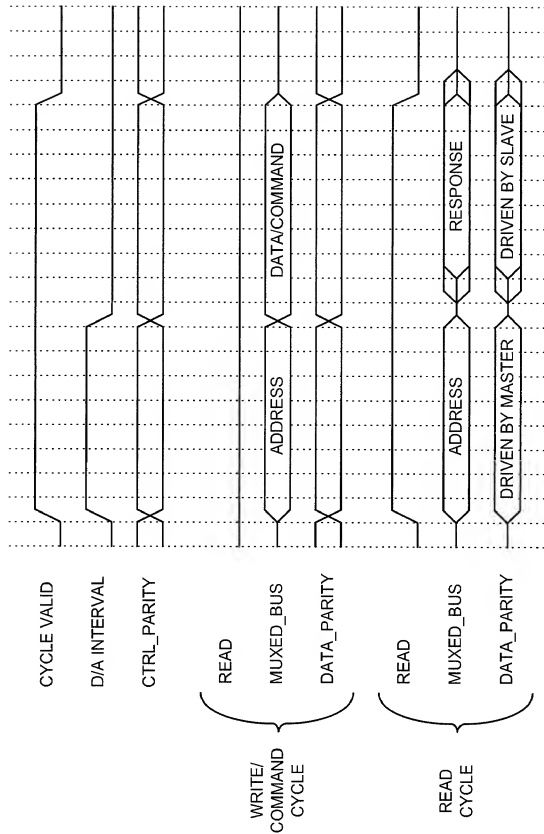 CYCLE VALID
D/A INTERVAL
CTRL_PARITY
WRITE/
COMMAND
CYCLE
READ
MUXED_BUS
ADDRESS
DATA/COMMAND
DATA_PARITY
READ
CYCLE
READ
MUXED_BUS
ADDRESS
RESPONSE
DATA_PARITY
DRIVEN BY MASTER
DRIVEN BY SLAVE